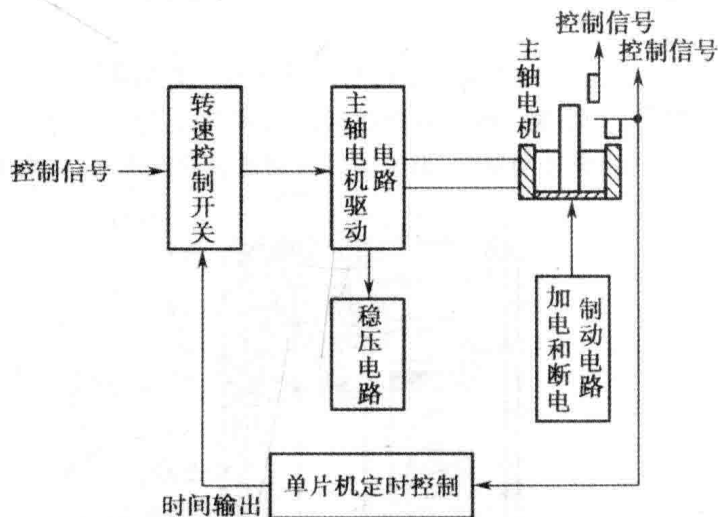 控制信号
控制信号
主轴电机
转速控制开关
主轴电机驱动
电路
控制信号
稳压电路
加电和断电
制动电路
单片机定时控制
时间输出